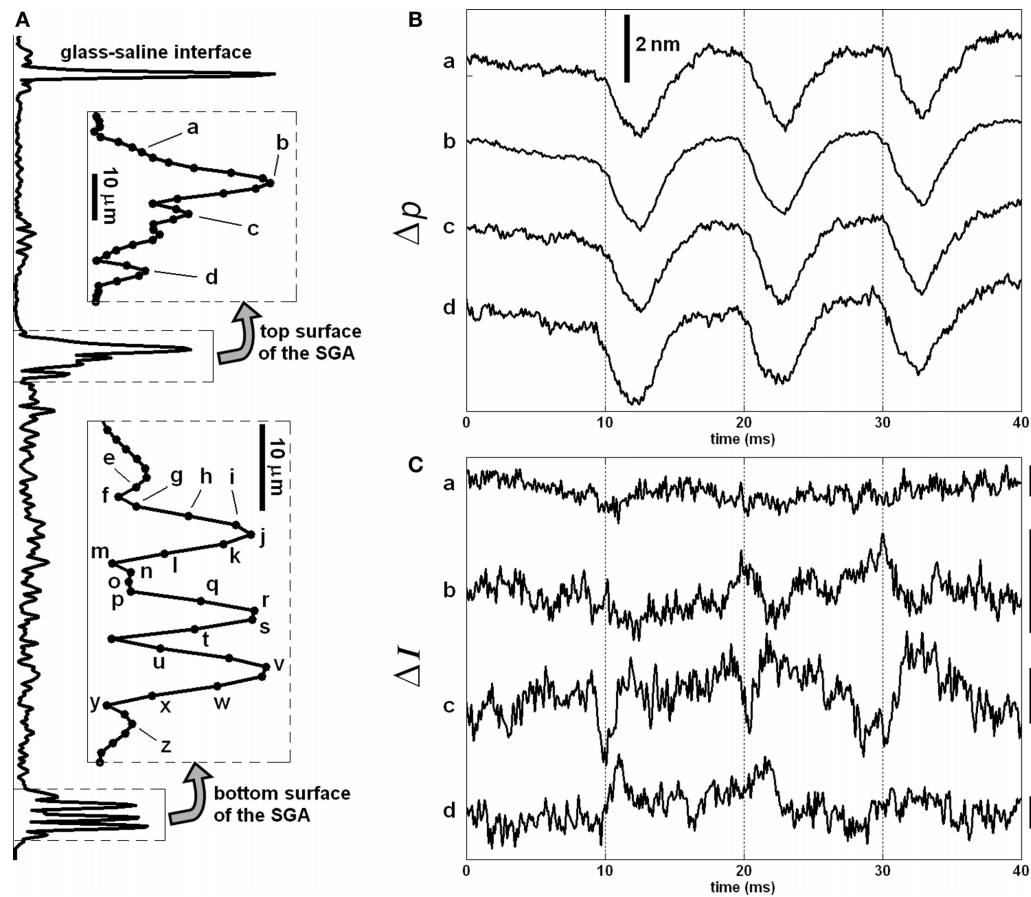 A
glass-saline interface
a
b
10 µm
c
d
top surface
of the SGA
10 µm
e
g
h
i
f
j
m
k
l
n
o
q
p
r
s
t
u
v
y
x
w
z
bottom surface
of the SGA
B
2 nm
a
b
Δp
c
d
0 10 20 30 40
time (ms)
C
a
b
ΔI
c
d
0 10 20 30 40
time (ms)